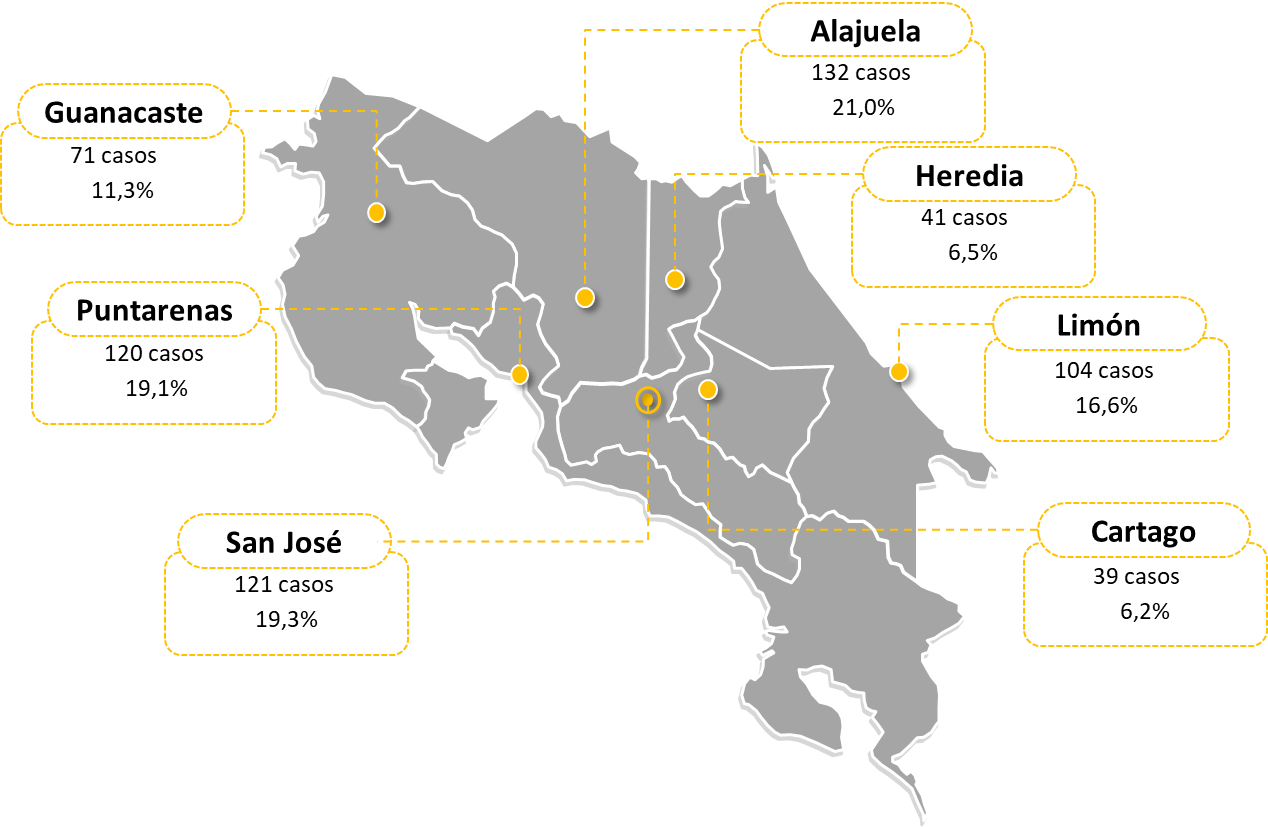 Alajuela
132 casos
21,0%
Guanacaste
71 casos
11,3%
Heredia
41 casos
6,5%
Puntarenas
120 casos
19,1%
Limón
104 casos
16,6%
San José
121 casos
19,3%
Cartago
39 casos
6,2%